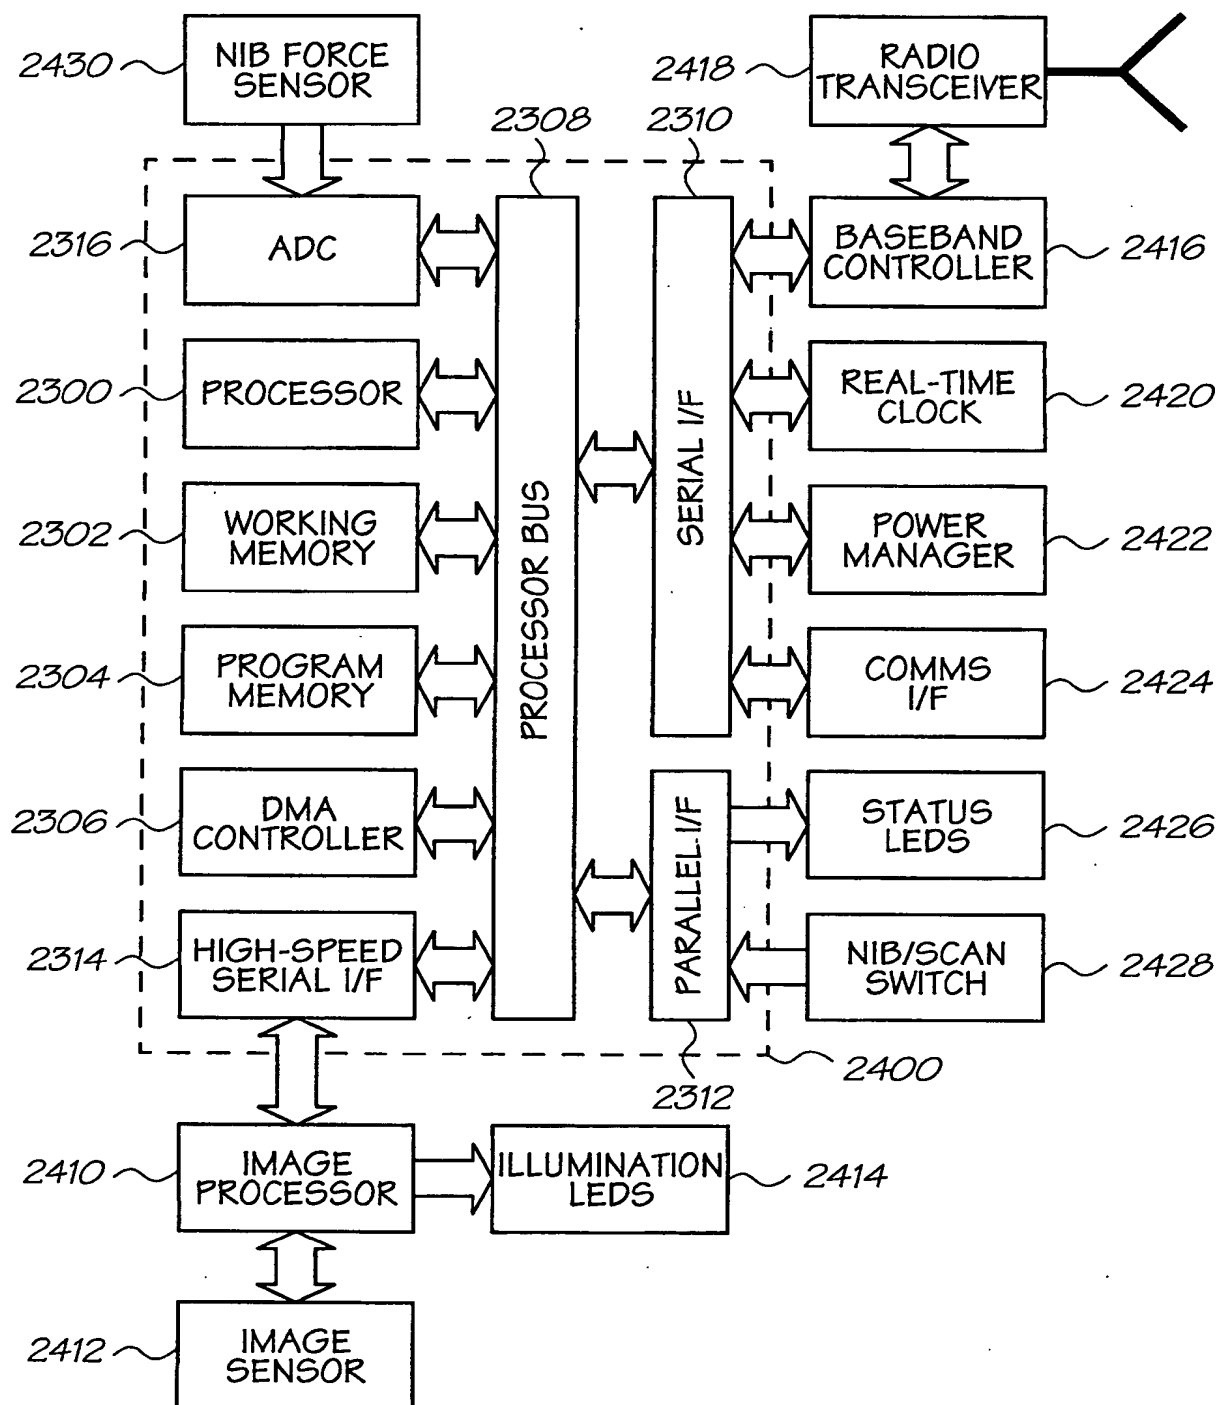 2430
NIB FORCE
SENSOR
2418
RADIO
TRANSCEIVER
2308
2310
2316
ADC
BASEBAND
CONTROLLER
2416
2300
PROCESSOR
REAL-TIME
CLOCK
2420
2302
WORKING
MEMORY
PROCESSOR BUS
SERIAL I/F
POWER
MANAGER
2422
2304
PROGRAM
MEMORY
COMMS
I/F
2424
2306
DMA
CONTROLLER
STATUS
LEDS
2426
2314
HIGH-SPEED
SERIAL I/F
PARALLEL I/F
NIB/SCAN
SWITCH
2428
2400
2312
2410
IMAGE
PROCESSOR
ILLUMINATION
LEDS
2414
2412
IMAGE
SENSOR